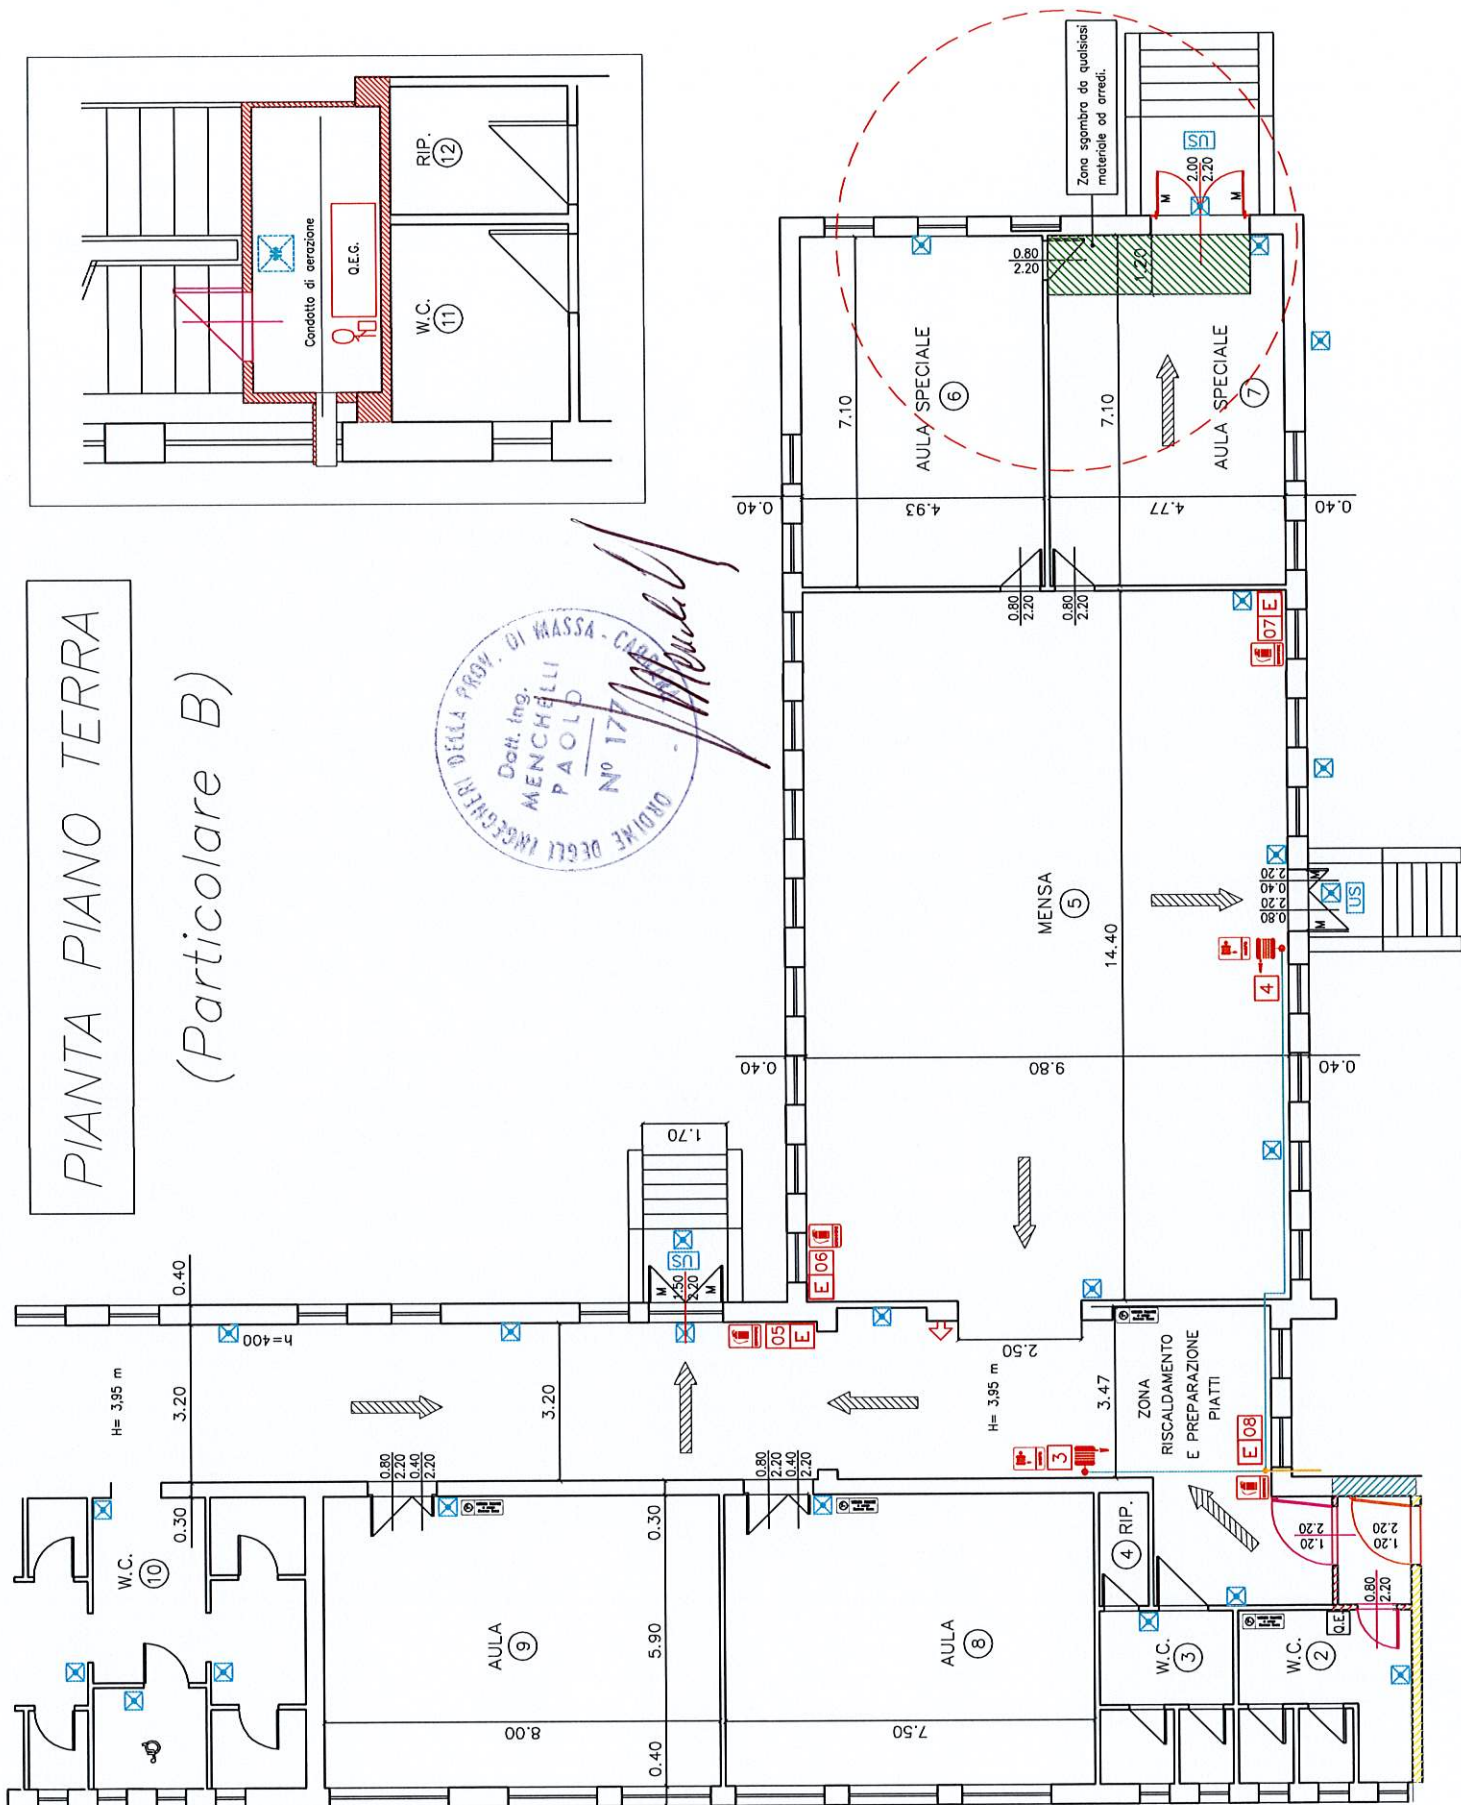 PIANTA PIANO TERRA
(Particolare B)
Condotto di aerazione
Q.E.G.
W.C.
11
RIP.
12
ORDINE DEGLI INGEGNERI DELLA PROV. DI MASSA - CARRARA
Dott. Ing.
MENCHELLI
PAOLO
N° 177
Zona sgombra da qualsiasi
materiale od arredi.
US
2.00
2.20
M
M
1.20
0.80
2.20
AULA SPECIALE
6
7.10
4.93
0.40
AULA SPECIALE
7
7.10
4.77
0.40
0.80
2.20
0.80
2.20
07 E
MENSA
5
14.40
9.80
0.40
0.40
4
US
M
M
0.80
2.20
0.40
2.20
E 06
1.70
US
1.50
2.20
M
M
05
E
0.40
h=400
H= 3,95 m
3.20
3.20
2.50
H= 3,95 m
3.47
ZONA
RISCALDAMENTO
E PREPARAZIONE
PIATTI
3
E 08
0.80
2.20
0.40
2.20
0.80
2.20
0.40
2.20
0.30
0.30
W.C.
10
AULA
9
8.00
5.90
0.40
AULA
8
7.50
4 RIP.
W.C.
3
W.C.
2
Q.E.
1.20
2.20
1.20
2.20
0.80
2.20